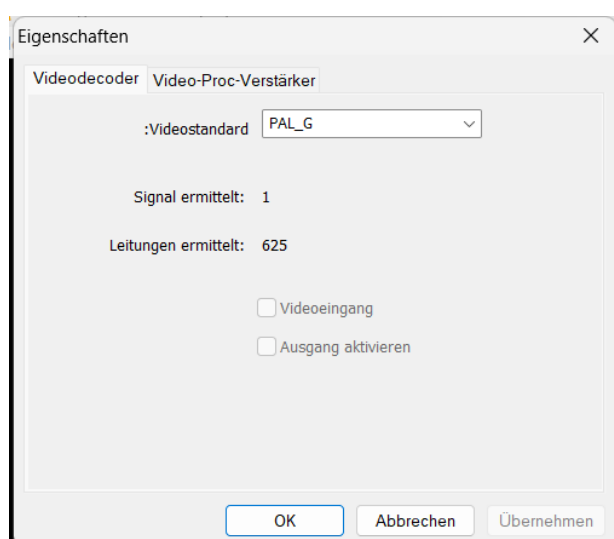 Eigenschaften
Videodecoder Video-Proc-Verstärker
:Videostandard PAL_G
Signal ermittelt: 1
Leitungen ermittelt: 625
Videoeingang
Ausgang aktivieren
OK Abbrechen Übernehmen